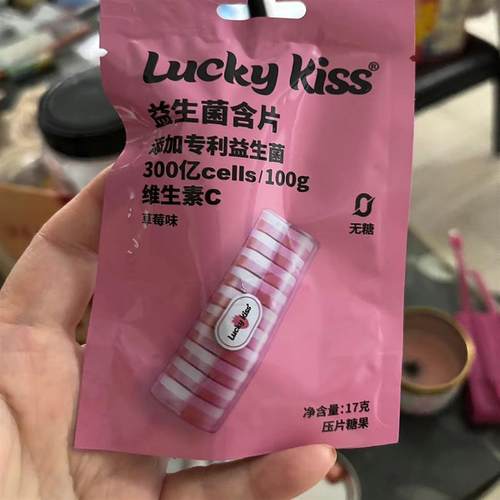 Lucky Kiss®
益生菌含片
添加专利益生菌
300亿cells/100g
维生素C
草莓味
无糖
Lucky Kiss®
净含量:17克
压片糖果